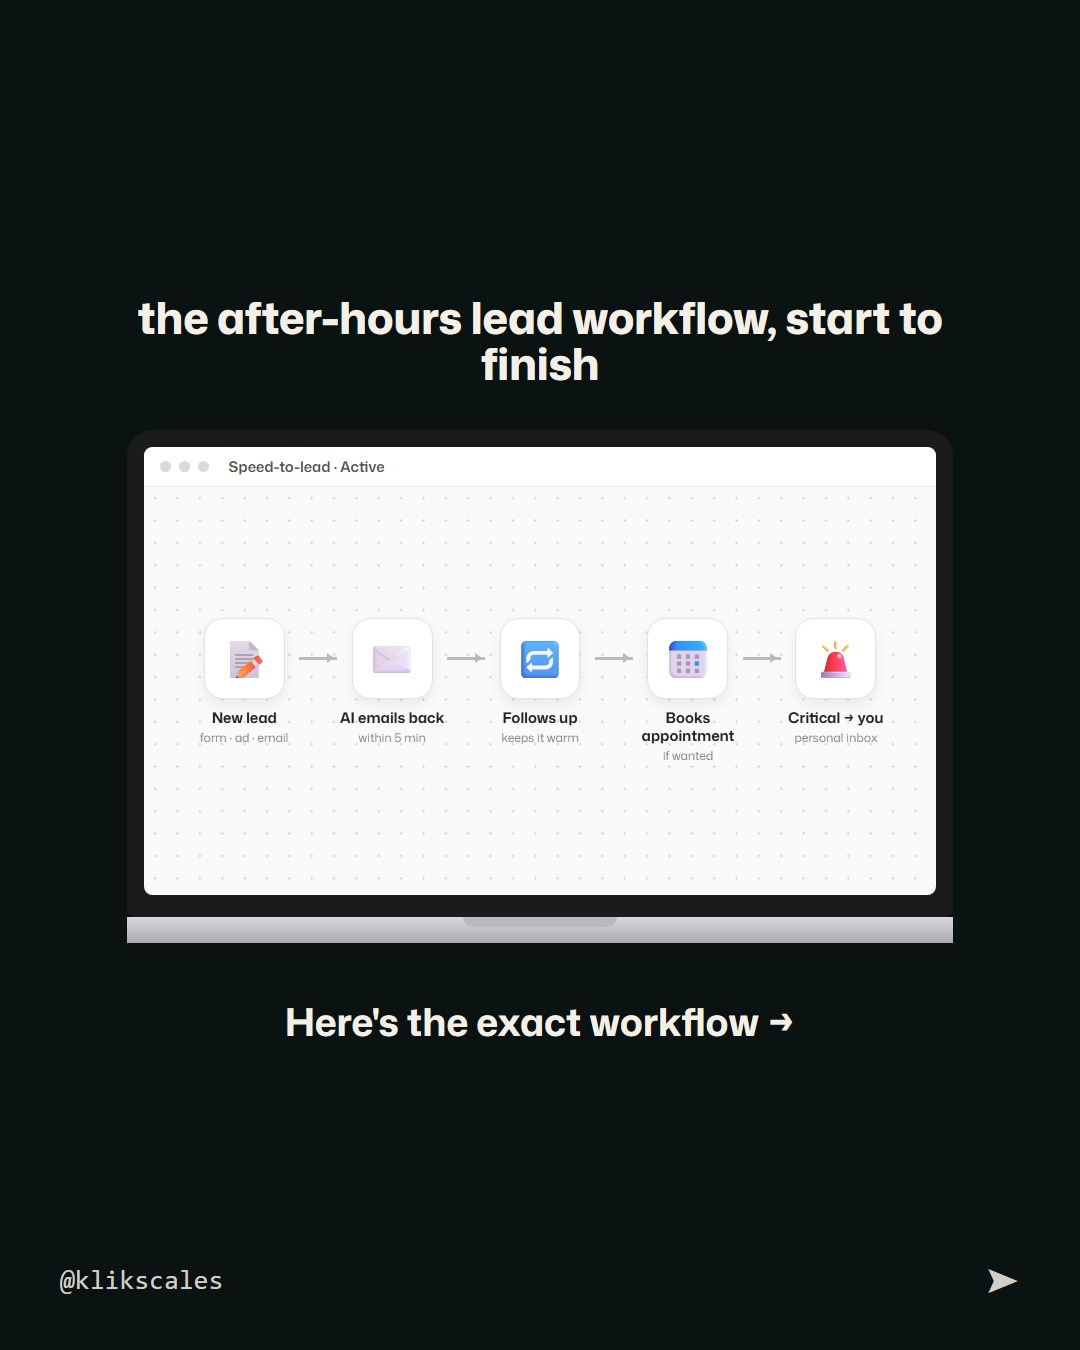 the after-hours lead workflow, start to
finish
Speed-to-lead · Active
New lead
form · ad · email
AI emails back
within 5 min
Follows up
keeps it warm
Books
appointment
if wanted
Critical → you
personal inbox
Here's the exact workflow →
@klikscales